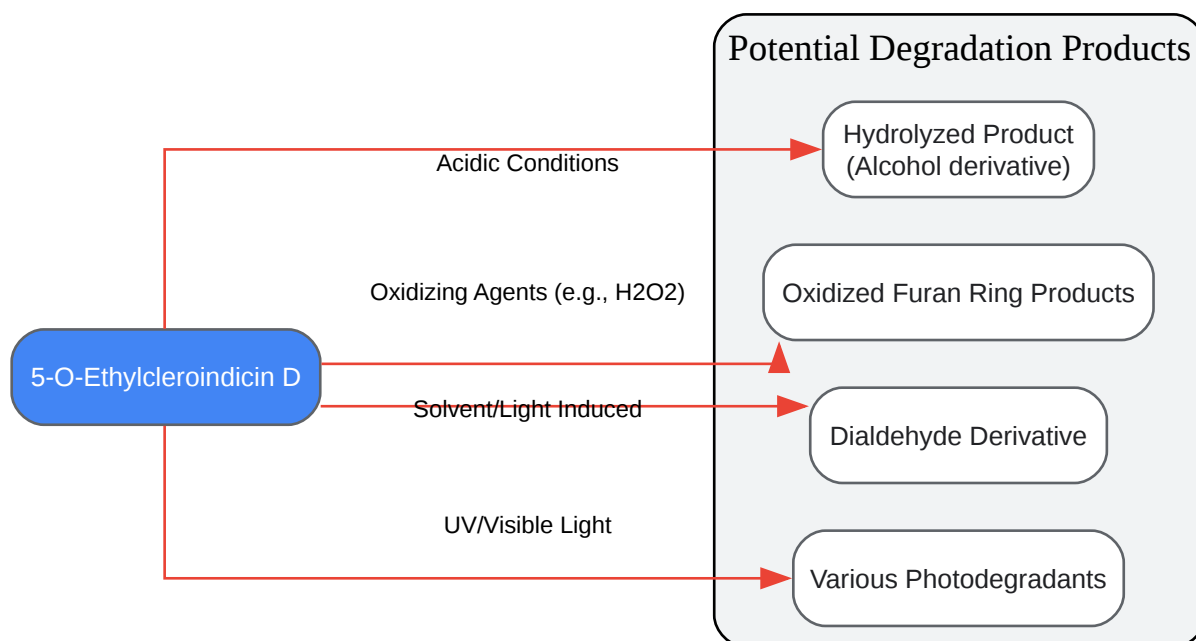 Potential Degradation Products
Hydrolyzed Product
(Alcohol derivative)
Acidic Conditions
Oxidizing Agents (e.g., H2O2)
Oxidized Furan Ring Products
5-O-Ethylcleroindicin D
Solvent/Light Induced
Dialdehyde Derivative
UV/Visible Light
Various Photodegradants